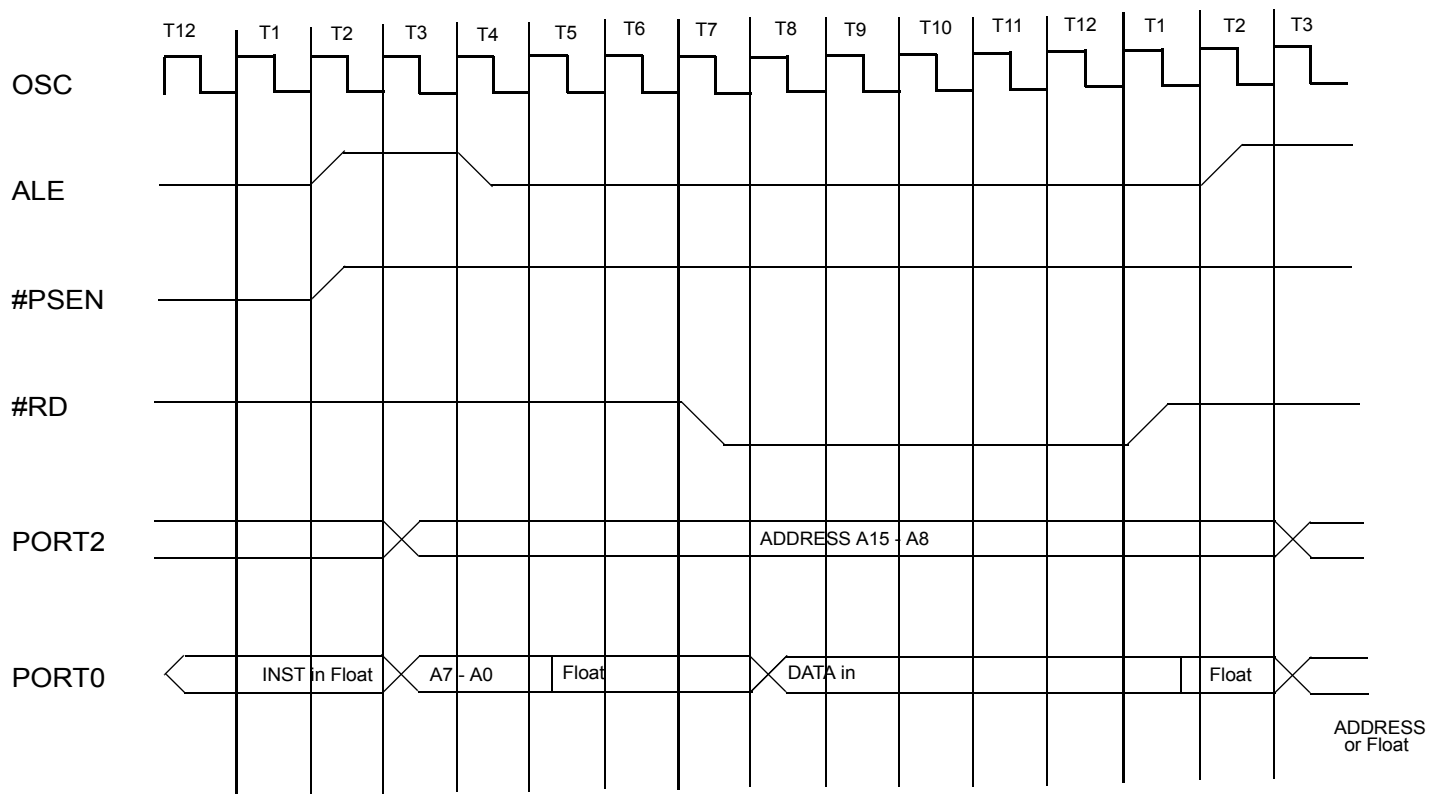 T12 T1 T2 T3 T4 T5 T6 T7 T8 T9 T10 T11 T12 T1 T2 T3
OSC
ALE
#PSEN
#RD
PORT2 ADDRESS A15 - A8
PORT0 INST in Float A7 - A0 Float DATA in Float
ADDRESS
or Float